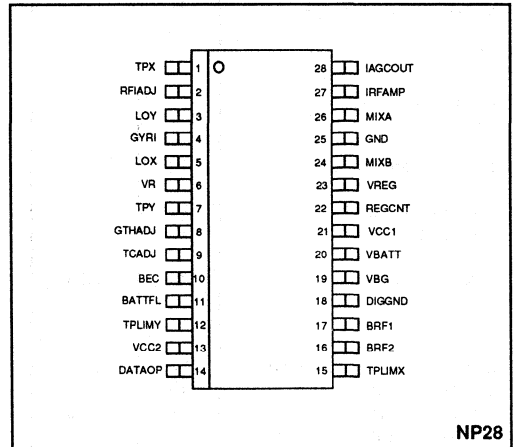 TPX 1 28 IAGCOUT
RFIADJ 2 27 IRFAMP
LOY 3 26 MIXA
GYRI 4 25 GND
LOX 5 24 MIXB
VR 6 23 VREG
TPY 7 22 REGCNT
GTHADJ 8 21 VCC1
TCADJ 9 20 VBATT
BEC 10 19 VBG
BATTFL 11 18 DIGGND
TPLIMY 12 17 BRF1
VCC2 13 16 BRF2
DATAOP 14 15 TPLIMX
NP28